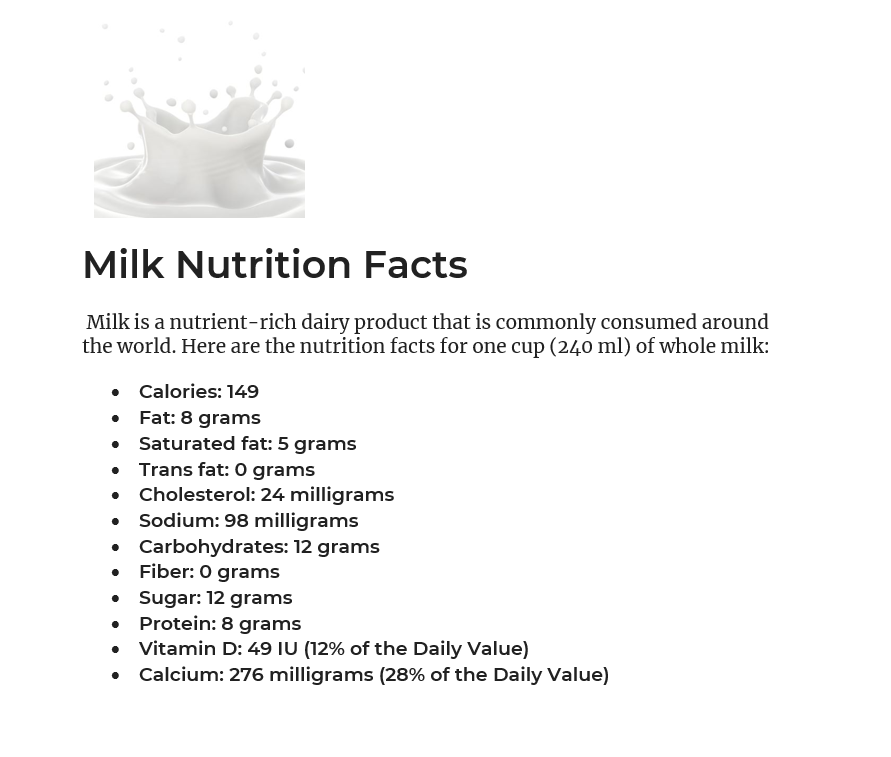 Milk Nutrition Facts
Milk is a nutrient-rich dairy product that is commonly consumed around
the world. Here are the nutrition facts for one cup (240 ml) of whole milk:
• Calories: 149
• Fat: 8 grams
• Saturated fat: 5 grams
• Trans fat: 0 grams
• Cholesterol: 24 milligrams
• Sodium: 98 milligrams
• Carbohydrates: 12 grams
• Fiber: 0 grams
• Sugar: 12 grams
• Protein: 8 grams
• Vitamin D: 49 IU (12% of the Daily Value)
• Calcium: 276 milligrams (28% of the Daily Value)